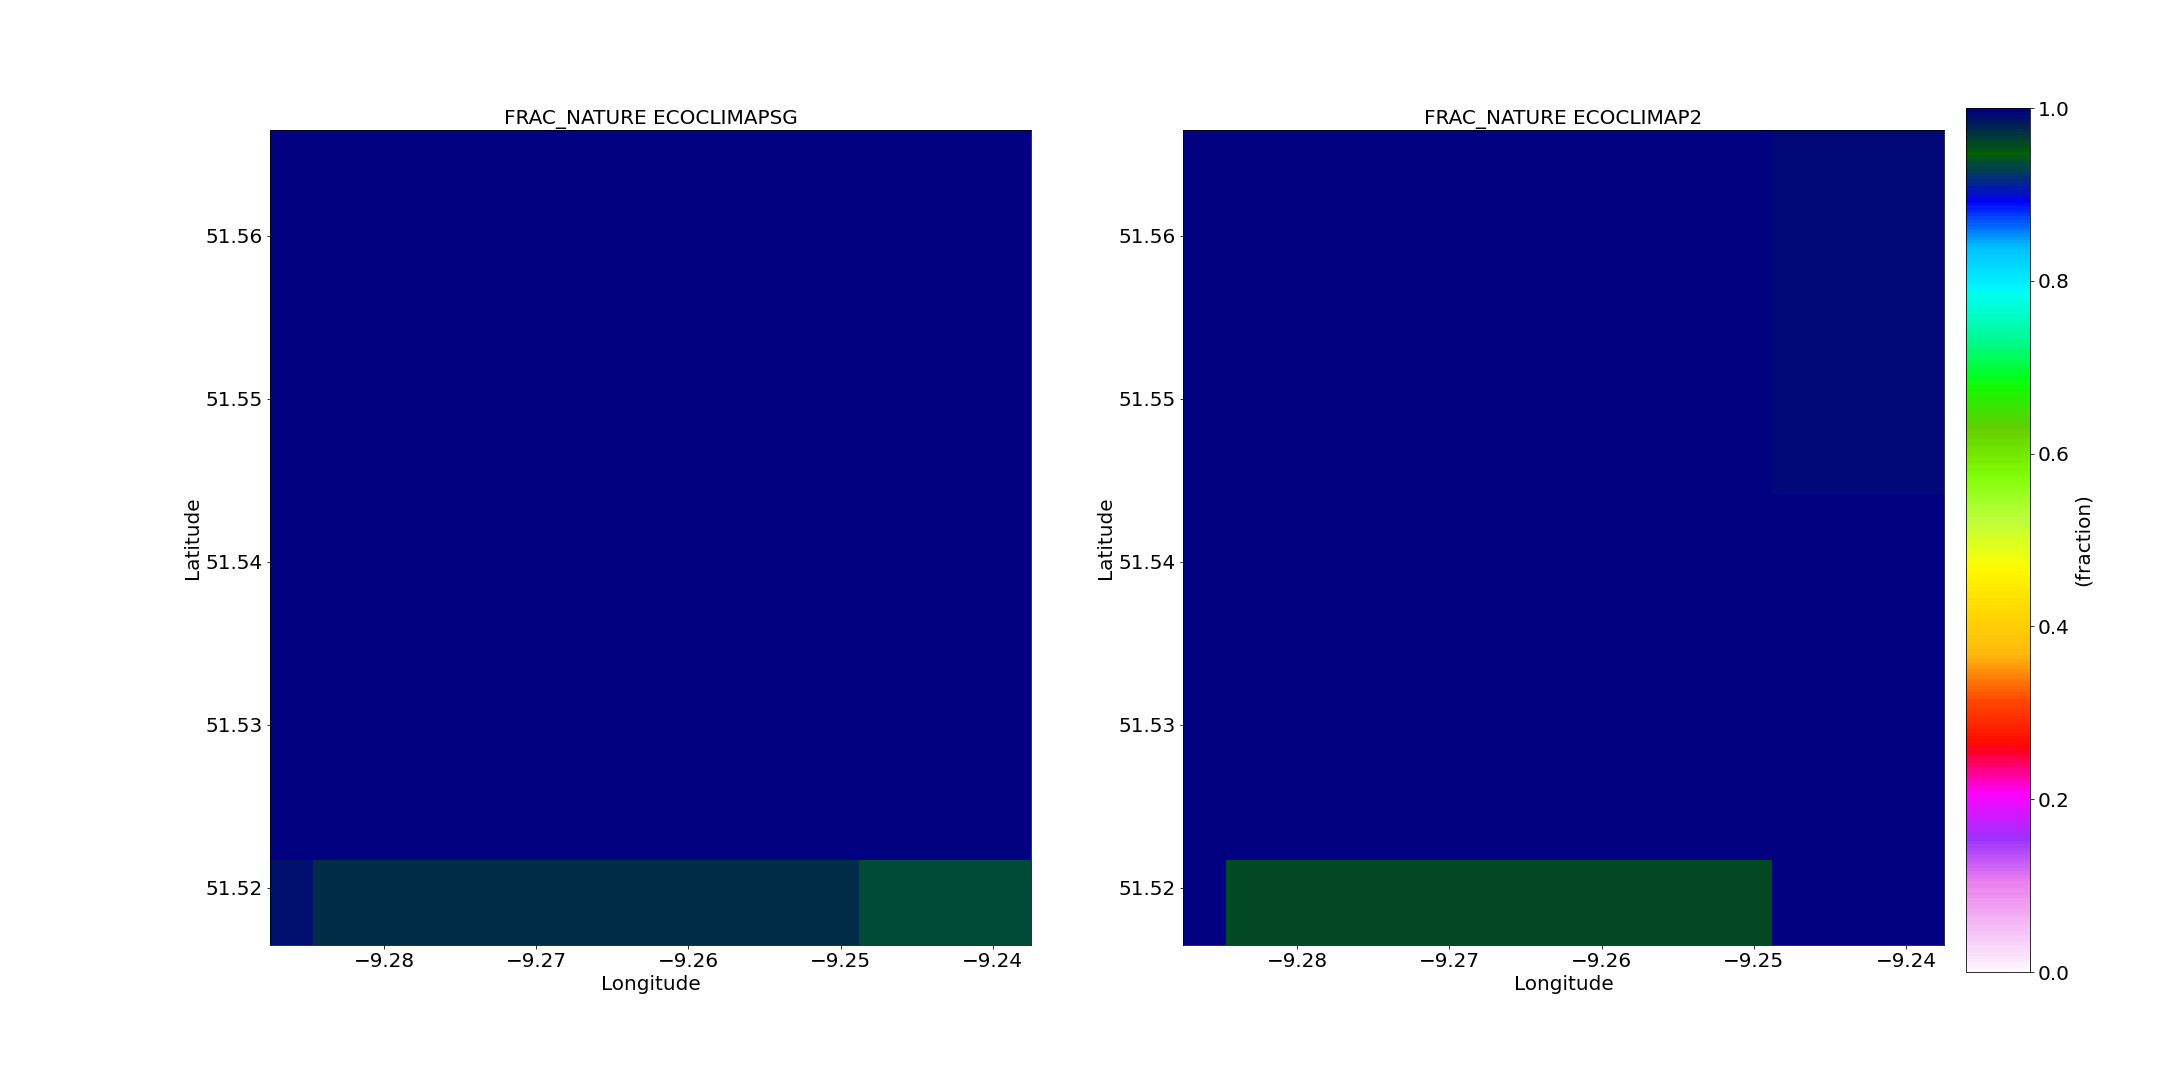 FRAC_NATURE ECOCLIMAPSG
51.56
51.55
51.54
51.53
51.52
Latitude
−9.28 −9.27 −9.26 −9.25 −9.24
Longitude
FRAC_NATURE ECOCLIMAP2
51.56
51.55
51.54
51.53
51.52
Latitude
−9.28 −9.27 −9.26 −9.25 −9.24
Longitude
1.0
0.8
0.6
0.4
0.2
0.0
(fraction)